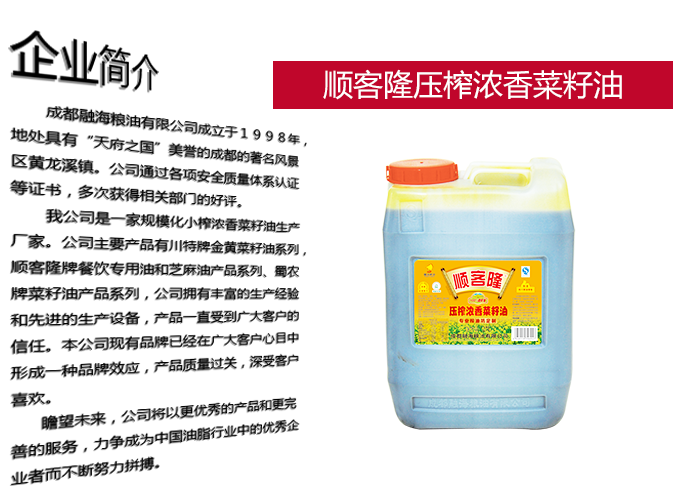 企业简介
顺客隆压榨浓香菜籽油
成都融海粮油有限公司成立于1998年，
地处具有“天府之国”美誉的成都的著名风景
区黄龙溪镇。公司通过各项安全质量体系认证
等证书，多次获得相关部门的好评。
我公司是一家规模化小榨浓香菜籽油生产
厂家。公司主要产品有川特牌金黄菜籽油系列，
顺客隆牌餐饮专用油和芝麻油产品系列、蜀农
牌菜籽油产品系列，公司拥有丰富的生产经验
和先进的生产设备，产品一直受到广大客户的
信任。本公司现有品牌已经在广大客户心目中
形成一种品牌效应，产品质量过关，深受客户
喜欢。
瞻望未来，公司将以更优秀的产品和更完
善的服务，力争成为中国油脂行业中的优秀企
业者而不断努力拼搏。
顺客隆
压榨浓香菜籽油